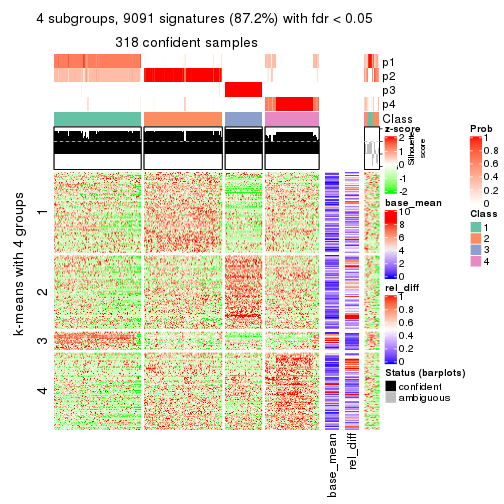 4 subgroups, 9091 signatures (87.2%) with fdr < 0.05
318 confident samples
p1
p2
p3
p4
Class
Silhouette score
k-means with 4 groups
1
2
3
4
base_mean
rel_diff
z-score
2
1
0
-1
-2
base_mean
10
8
6
4
2
0
rel_diff
1
0.8
0.6
0.4
0.2
0
Status (barplots)
confident
ambiguous
Prob
1
0.8
0.6
0.4
0.2
0
Class
1
2
3
4